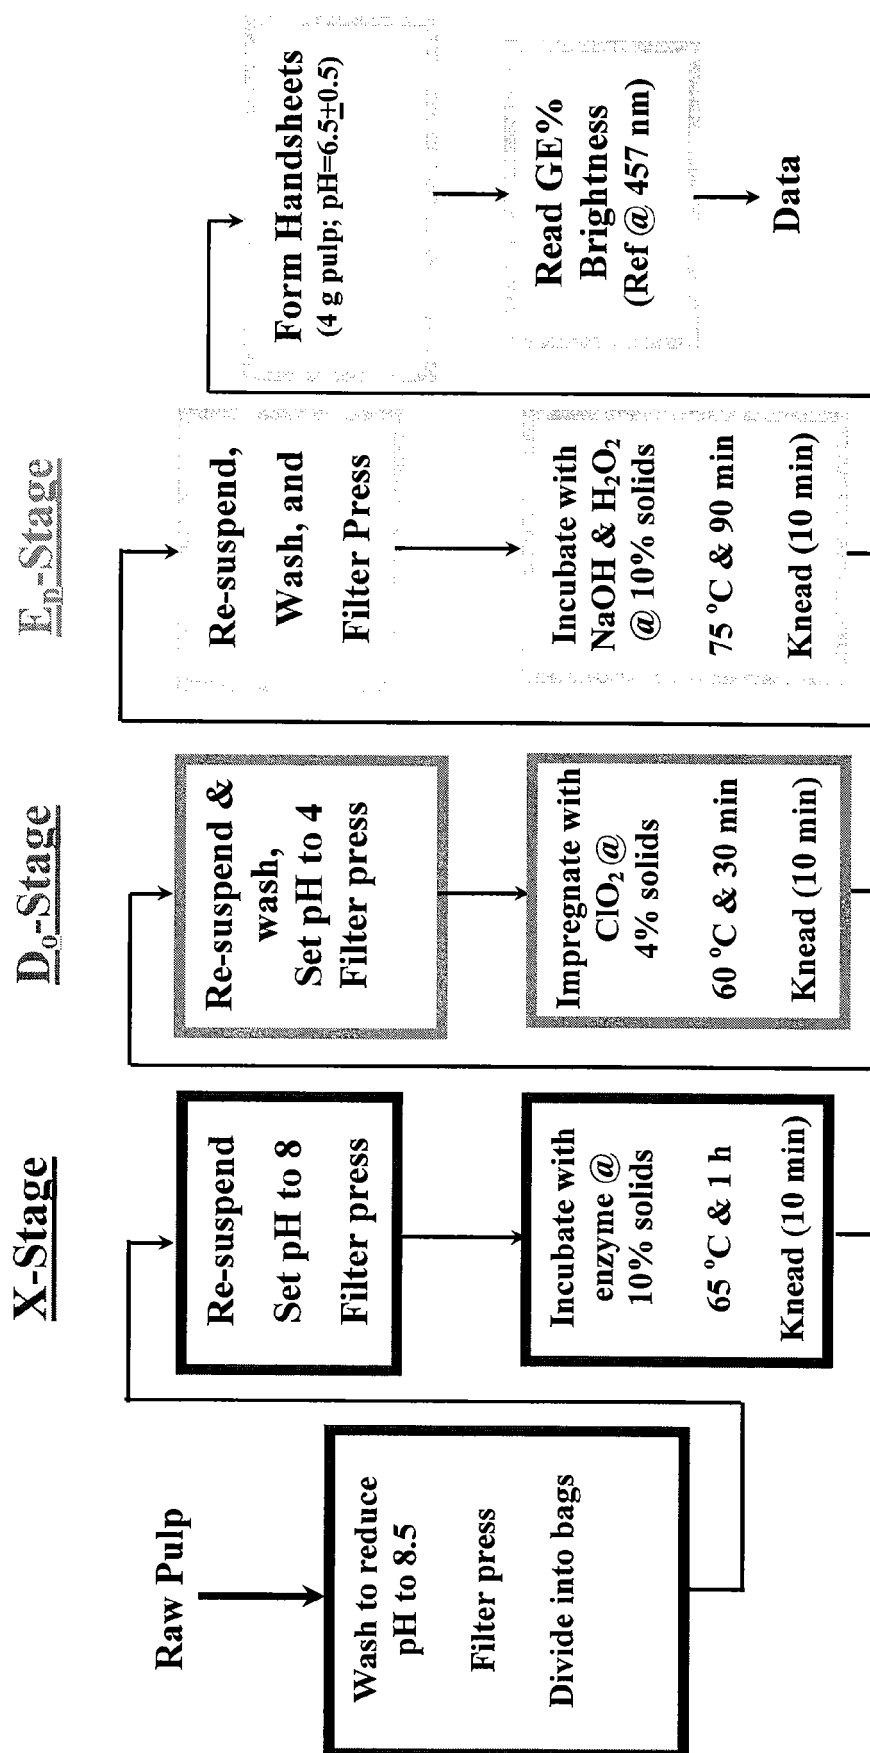 Raw Pulp
Wash to reduce
pH to 8.5
Filter press
Divide into bags
X-Stage
Re-suspend
Set pH to 8
Filter press
Incubate with
enzyme @
10% solids
65 °C & 1 h
Knead (10 min)
D₀-Stage
Re-suspend &
wash,
Set pH to 4
Filter press
Impregnate with
ClO₂ @
4% solids
60 °C & 30 min
Knead (10 min)
Eₚ-Stage
Re-suspend,
Wash, and
Filter Press
Incubate with
NaOH & H₂O₂
@ 10% solids
75 °C & 90 min
Knead (10 min)
Form Handsheets
(4 g pulp; pH=6.5±0.5)
Read GE%
Brightness
(Ref @ 457 nm)
Data